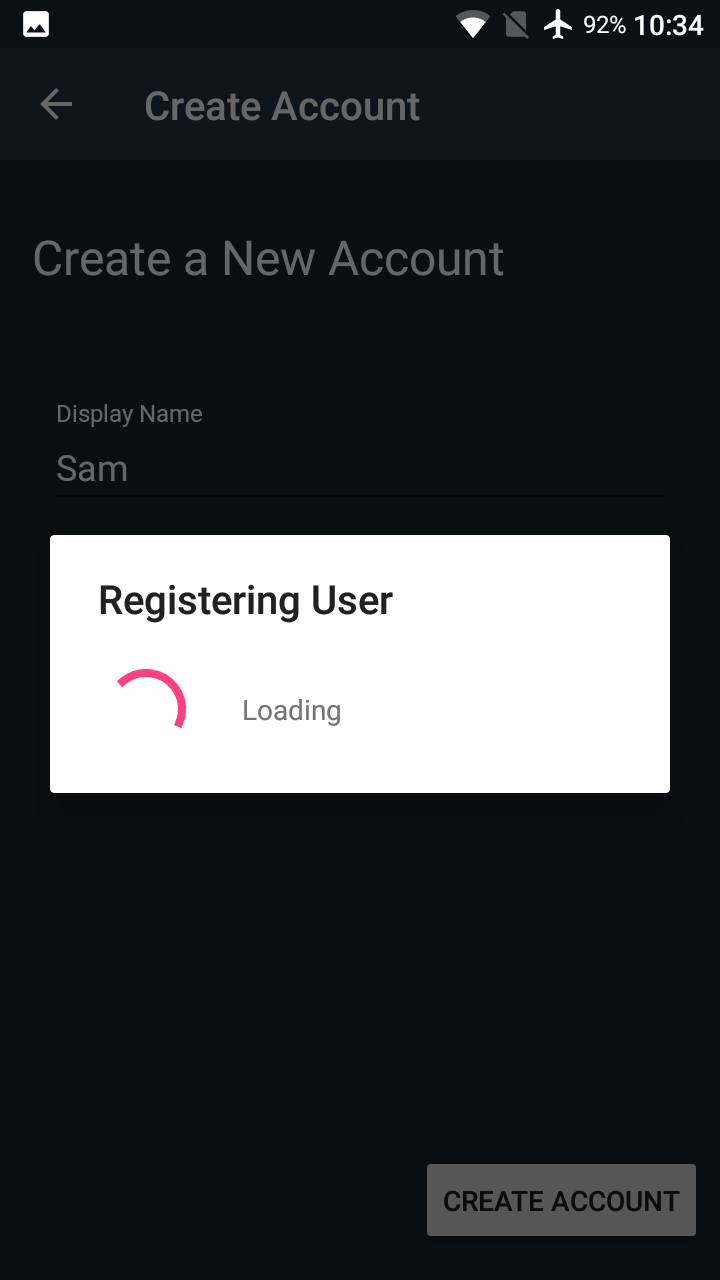 92% 10:34
Create Account
Create a New Account
Display Name
Sam
Registering User
Loading
CREATE ACCOUNT